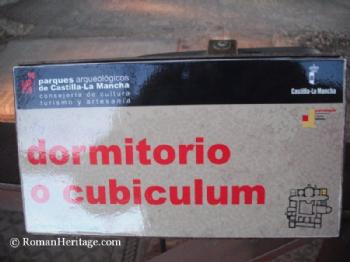 parques arqueológicos
de Castilla-La Mancha
consejería de cultura
turismo y artesanía
Castilla-La Mancha
dormitorio
o cubiculum
© RomanHeritage.com